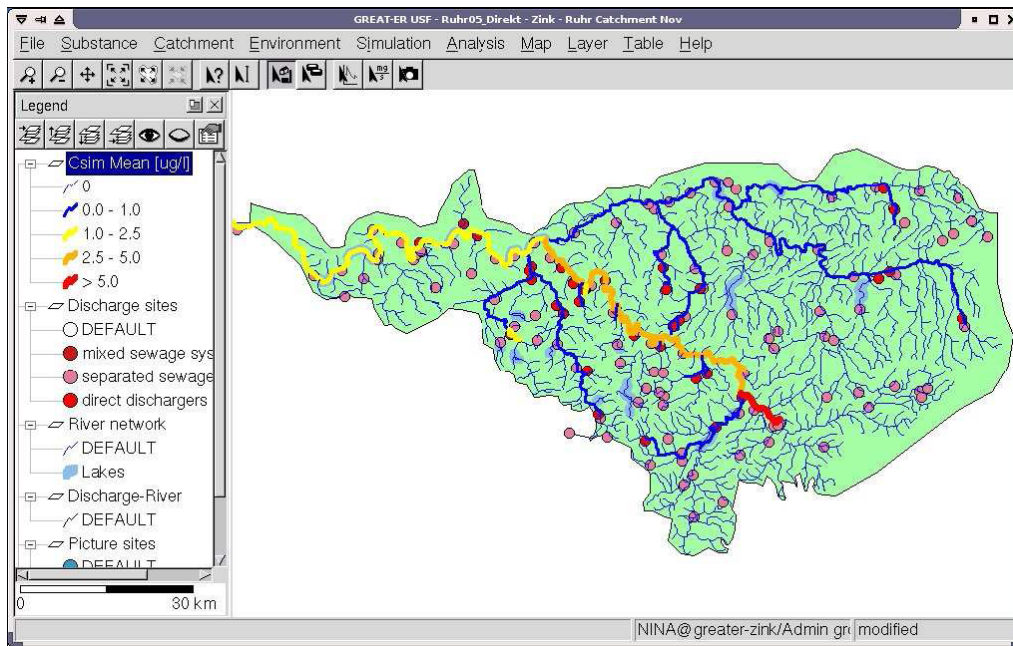 GREAT-ER USF - Ruhr05_Direkt - Zink - Ruhr Catchment Nov
File Substance Catchment Environment Simulation Analysis Map Layer Table Help
mg
s
Legend
Csim Mean [ug/l]
0
0.0 - 1.0
1.0 - 2.5
2.5 - 5.0
> 5.0
Discharge sites
DEFAULT
mixed sewage sys
separated sewage
direct dischargers
River network
DEFAULT
Lakes
Discharge-River
DEFAULT
Picture sites
DEFAULT
0 30 km
NINA@greater-zink/Admin gr modified